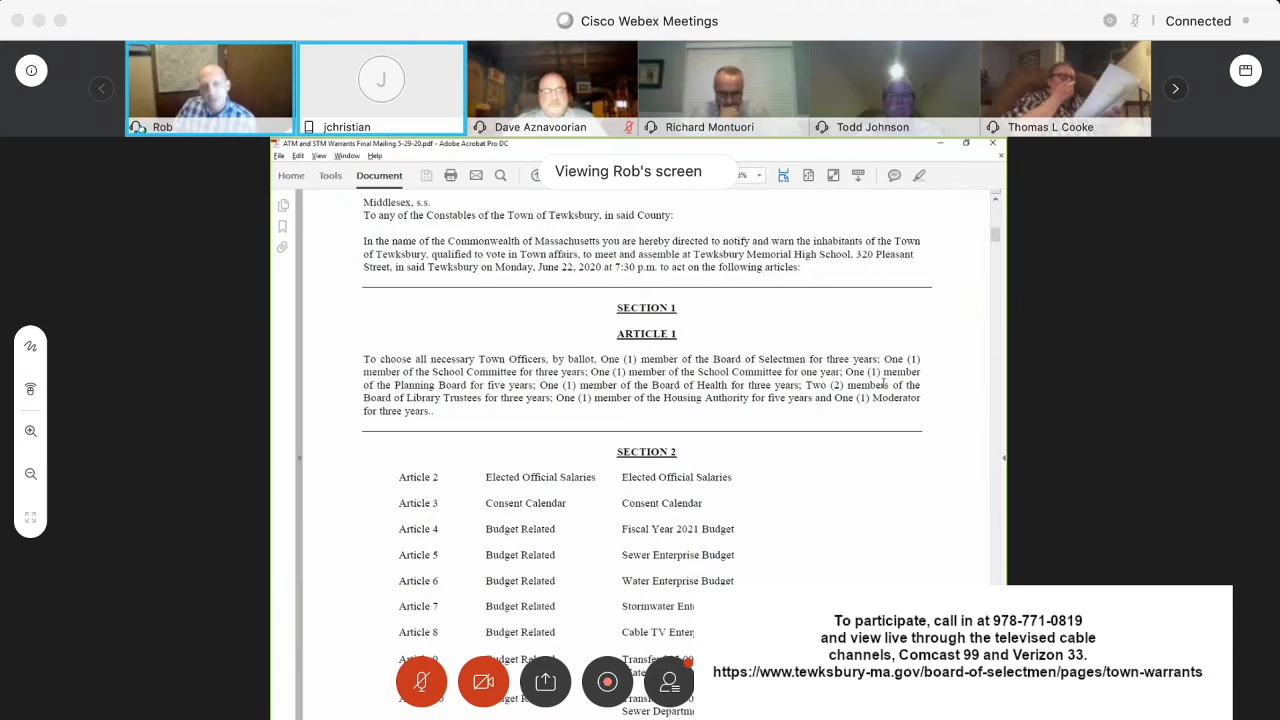 Cisco Webex Meetings
Connected
J
Rob
jchristian
Dave Aznavoorian
Richard Montuori
Todd Johnson
Thomas L Cooke
ATM and STM Warrants Final Mailing 5-29-20.pdf - Adobe Acrobat Pro DC
File Edit View Window Help
Viewing Rob's screen
Home Tools Document
Middlesex, s.s.
To any of the Constables of the Town of Tewksbury, in said County:
In the name of the Commonwealth of Massachusetts you are hereby directed to notify and warn the inhabitants of the Town
of Tewksbury, qualified to vote in Town affairs, to meet and assemble at Tewksbury Memorial High School, 320 Pleasant
Street, in said Tewksbury on Monday, June 22, 2020 at 7:30 p.m. to act on the following articles:
SECTION 1
ARTICLE 1
To choose all necessary Town Officers, by ballot, One (1) member of the Board of Selectmen for three years; One (1)
member of the School Committee for three years; One (1) member of the School Committee for one year; One (1) member
of the Planning Board for five years; One (1) member of the Board of Health for three years; Two (2) members of the
Board of Library Trustees for three years; One (1) member of the Housing Authority for five years and One (1) Moderator
for three years..
SECTION 2
Article 2 Elected Official Salaries Elected Official Salaries
Article 3 Consent Calendar Consent Calendar
Article 4 Budget Related Fiscal Year 2021 Budget
Article 5 Budget Related Sewer Enterprise Budget
Article 6 Budget Related Water Enterprise Budget
Article 7 Budget Related Stormwater Ent
Article 8 Budget Related Cable TV Enter
Sewer Departm
To participate, call in at 978-771-0819
and view live through the televised cable
channels, Comcast 99 and Verizon 33.
https://www.tewksbury-ma.gov/board-of-selectmen/pages/town-warrants